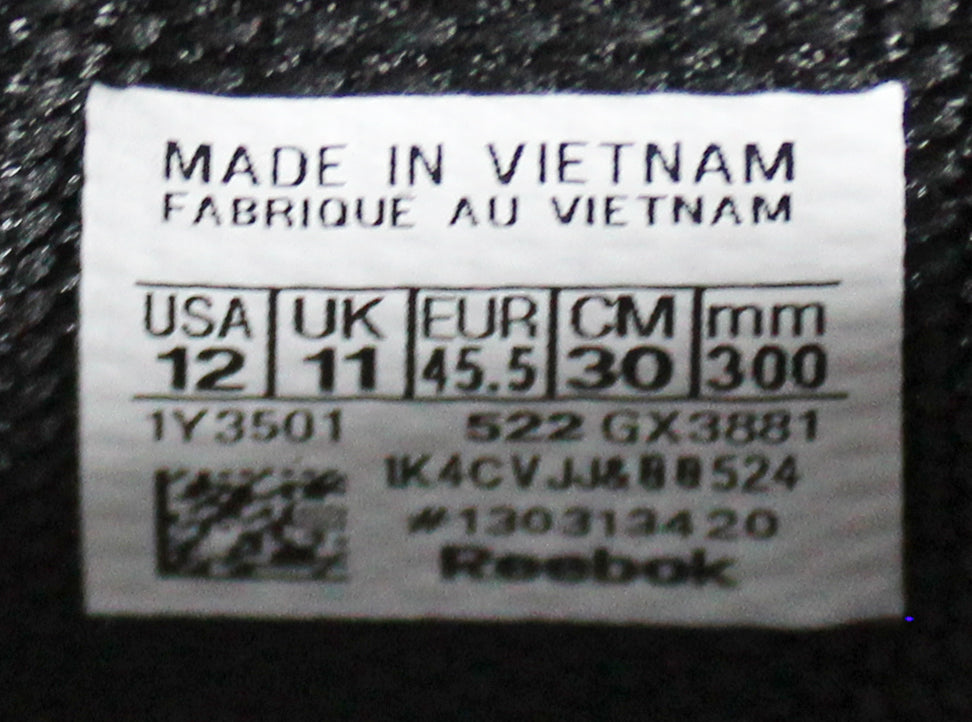 MADE IN VIETNAM
FABRIQUE AU VIETNAM
USA UK EUR CM mm
12 11 45.5 30 300
1Y3501 522 GX3881
#130313420
Reebok